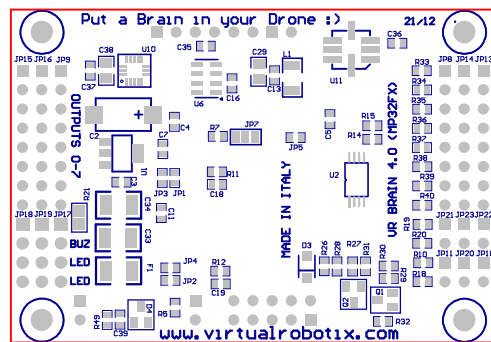 Put a Brain in your Drone :)
21/12
C35
C36
JP15 JP16 JP9
C38
U10
C29
L1
U11
R33
JP8 JP14 JP13
C37
C13
R34
C16
R35
U6
OUTPUTS 0-7
C2
C4
C5
R15
R36
R14
R7
JP7
JP5
R37
C7
U1
R38
R11
U2
C3
JP3 JP1
C18
R39
R21
R40
C34
C11
JP18 JP19 JP17
R19
JP21 JP22 JP23
MADE IN ITALY
VR BRAIN 4.0 (MP32FX)
BUZ
C33
R20
D3
LED
F1
JP4
R12
R26 R28 R27 R31
R30
R10
JP11 JP20 JP10
R29
LED
JP2
C19
R18
Q2
Q1
R49
C39
D4
R5
R32
www.virtualrobotix.com